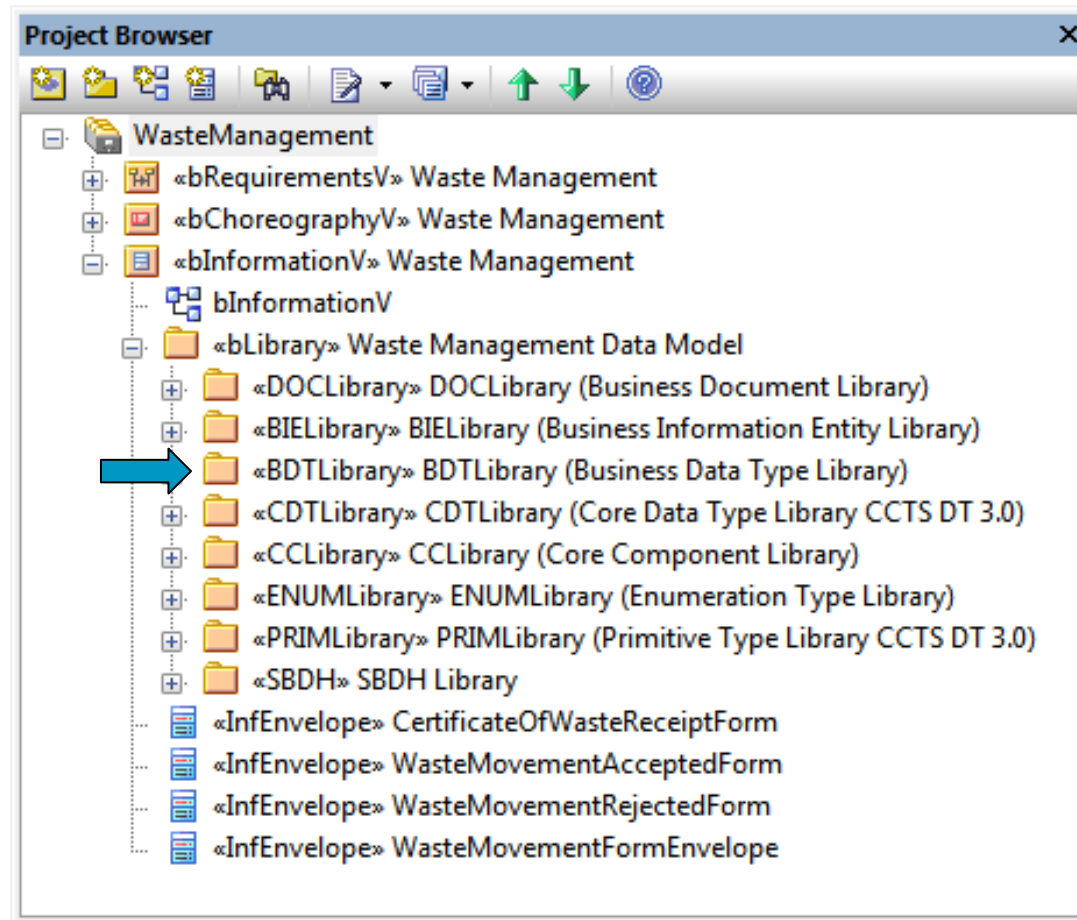 Project Browser
WasteManagement
«bRequirementsV» Waste Management
«bChoreographyV» Waste Management
«bInformationV» Waste Management
bInformationV
«bLibrary» Waste Management Data Model
«DOCLibrary» DOCLibrary (Business Document Library)
«BIELibrary» BIELibrary (Business Information Entity Library)
«BDTLibrary» BDTLibrary (Business Data Type Library)
«CDTLibrary» CDTLibrary (Core Data Type Library CCTS DT 3.0)
«CCLibrary» CCLibrary (Core Component Library)
«ENUMLibrary» ENUMLibrary (Enumeration Type Library)
«PRIMLibrary» PRIMLibrary (Primitive Type Library CCTS DT 3.0)
«SBDH» SBDH Library
«InfEnvelope» CertificateOfWasteReceiptForm
«InfEnvelope» WasteMovementAcceptedForm
«InfEnvelope» WasteMovementRejectedForm
«InfEnvelope» WasteMovementFormEnvelope